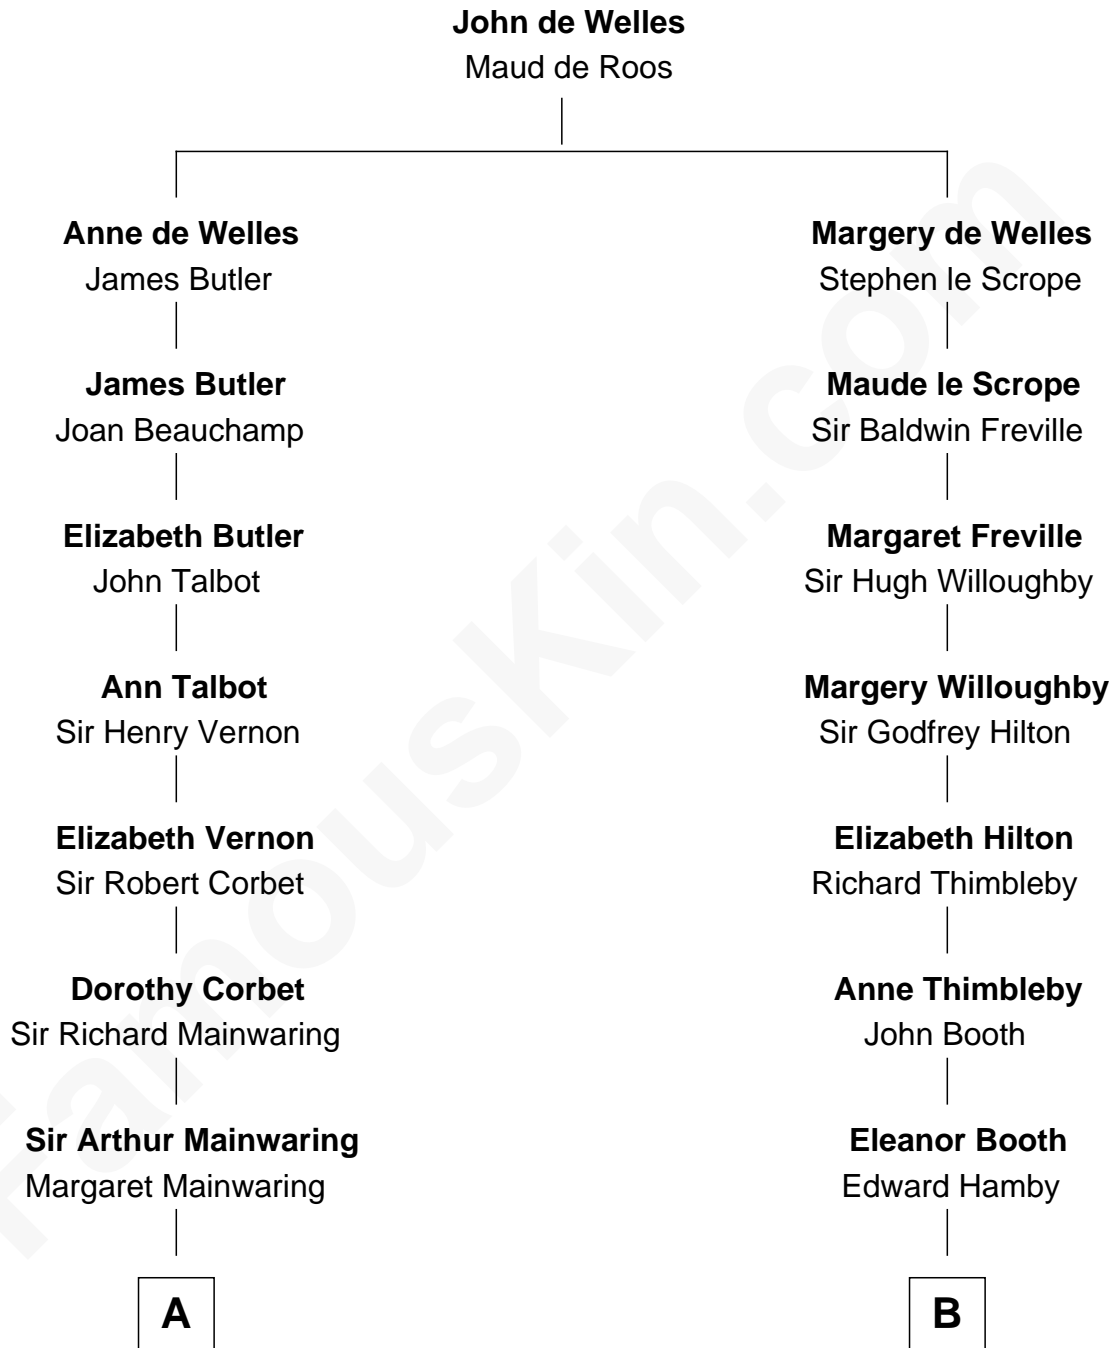 John de Welles
Maud de Roos
Anne de Welles
James Butler
Margery de Welles
Stephen le Scrope
James Butler
Joan Beauchamp
Maude le Scrope
Sir Baldwin Freville
Elizabeth Butler
John Talbot
Margaret Freville
Sir Hugh Willoughby
Ann Talbot
Sir Henry Vernon
Margery Willoughby
Sir Godfrey Hilton
Elizabeth Vernon
Sir Robert Corbet
Elizabeth Hilton
Richard Thimbleby
Dorothy Corbet
Sir Richard Mainwaring
Anne Thimbleby
John Booth
Sir Arthur Mainwaring
Margaret Mainwaring
Eleanor Booth
Edward Hamby
A
B
FamousKin.com